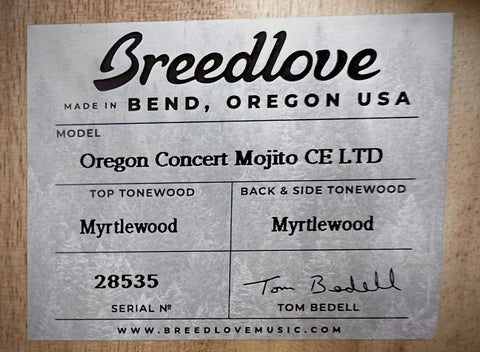 Breedlove
MADE IN BEND, OREGON USA
MODEL
Oregon Concert Mojito CE LTD
TOP TONEWOOD
Myrtlewood
BACK & SIDE TONEWOOD
Myrtlewood
28535
SERIAL Nº
Tom Bedell
TOM BEDELL
WWW.BREEDLOVEMUSIC.COM